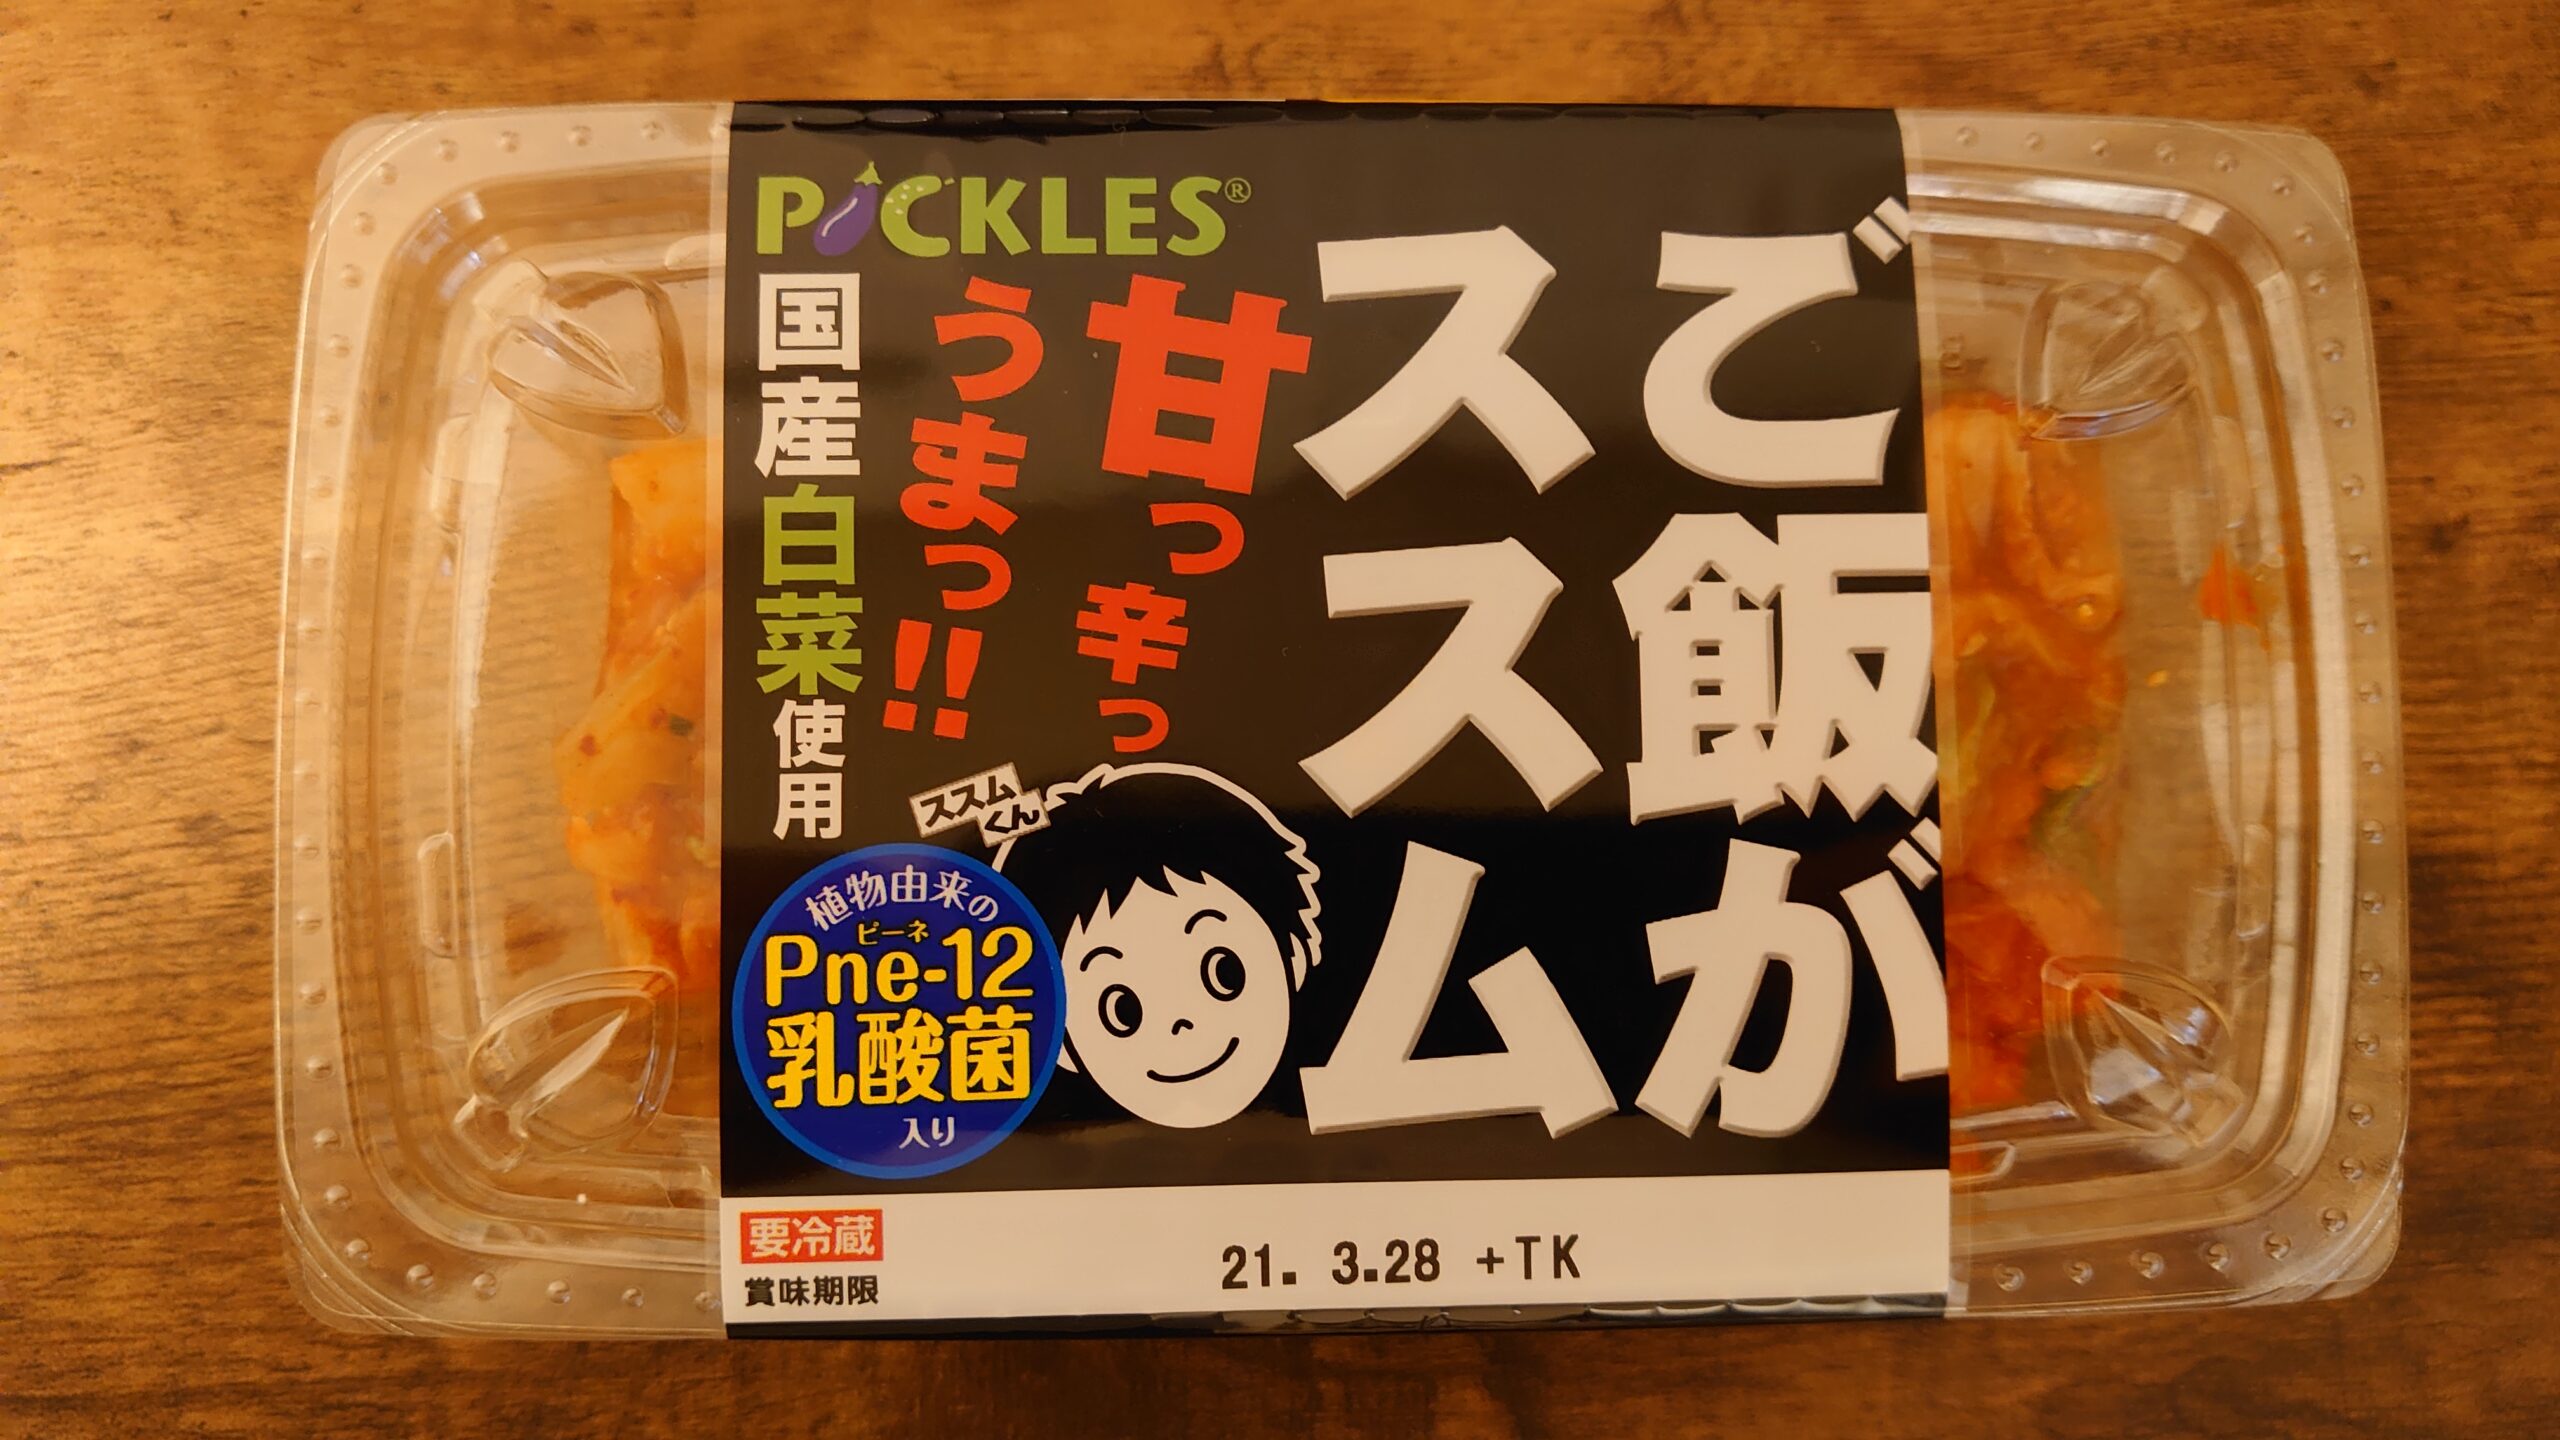 PICKLES®
ご飯が
ススム
甘っ辛っ
うまっ!!
国産白菜使用
ススム
くん
植物由来の
ピーネ
Pne-12
乳酸菌
入り
要冷蔵
賞味期限
21. 3.28 +TK